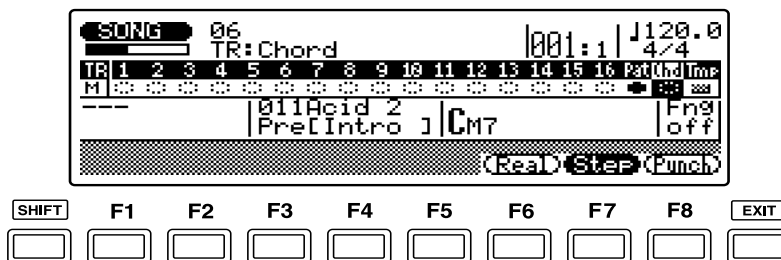 SONG 06 001:1 ♩120.0
TR:Chord 4/4
TR 1 2 3 4 5 6 7 8 9 10 11 12 13 14 15 16 Pat Chd Tmp
M
--- 011Acid 2 CM7 Fng
Pre[Intro ] off
(Real) Step (Punch)
SHIFT F1 F2 F3 F4 F5 F6 F7 F8 EXIT